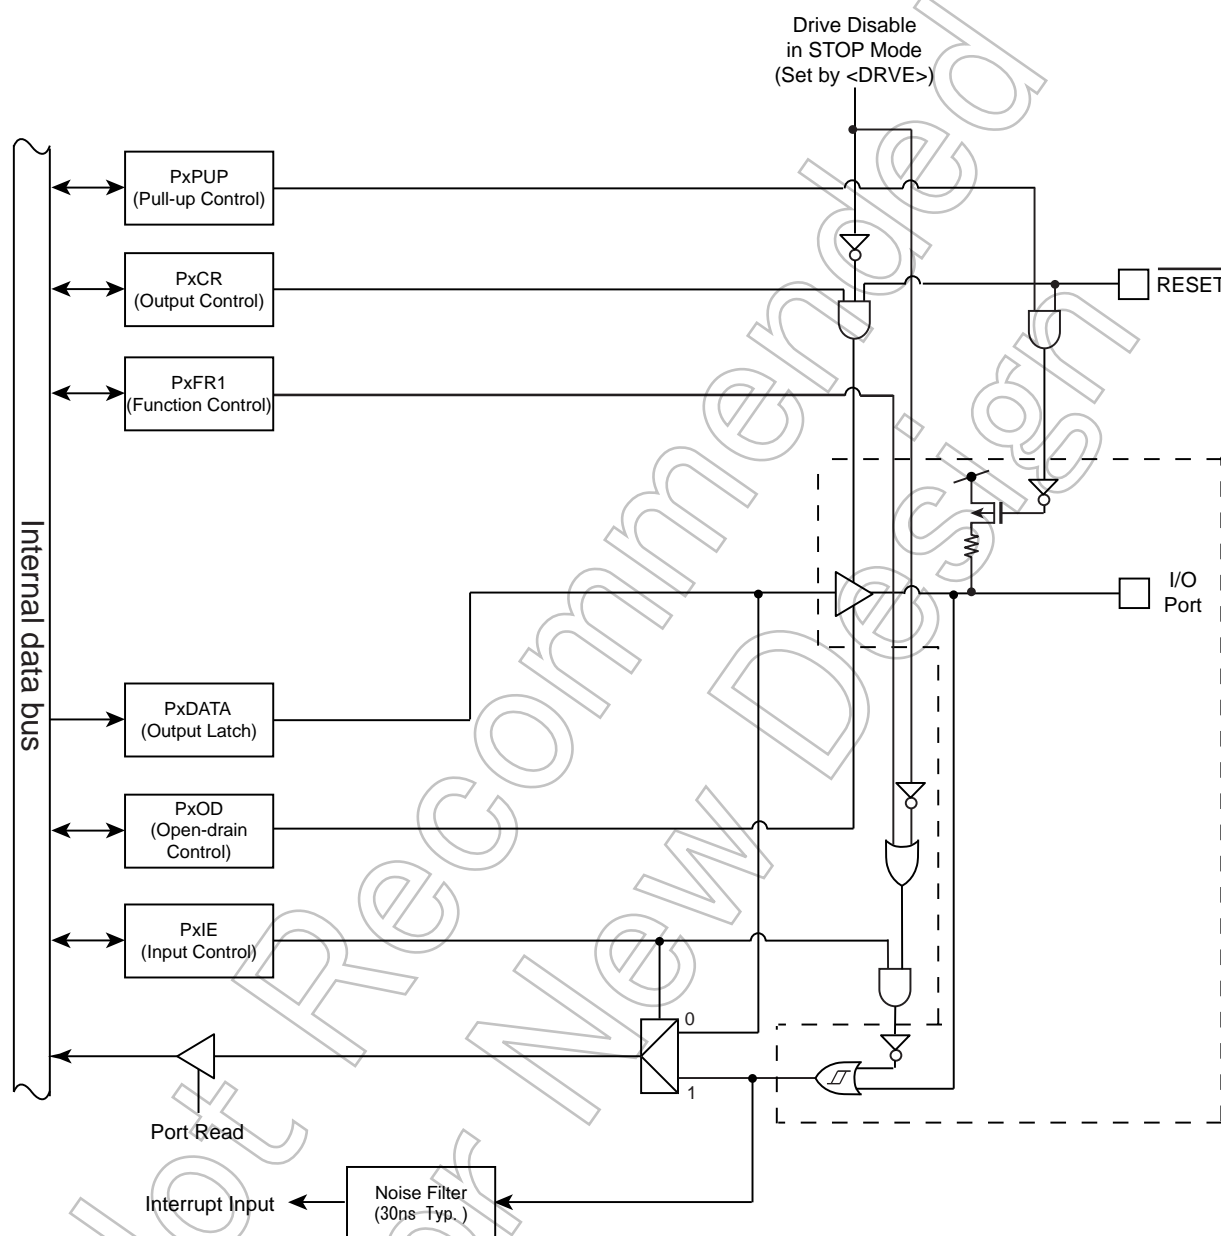 Drive Disable
in STOP Mode
(Set by <DRVE>)
PxPUP
(Pull-up Control)
PxCR
(Output Control)
RESET
PxFR1
(Function Control)
Internal data bus
I/O
Port
PxDATA
(Output Latch)
PxOD
(Open-drain
Control)
PxIE
(Input Control)
0
1
Port Read
Interrupt Input
Noise Filter
(30ns Typ.)
Not Recommended
for New Design